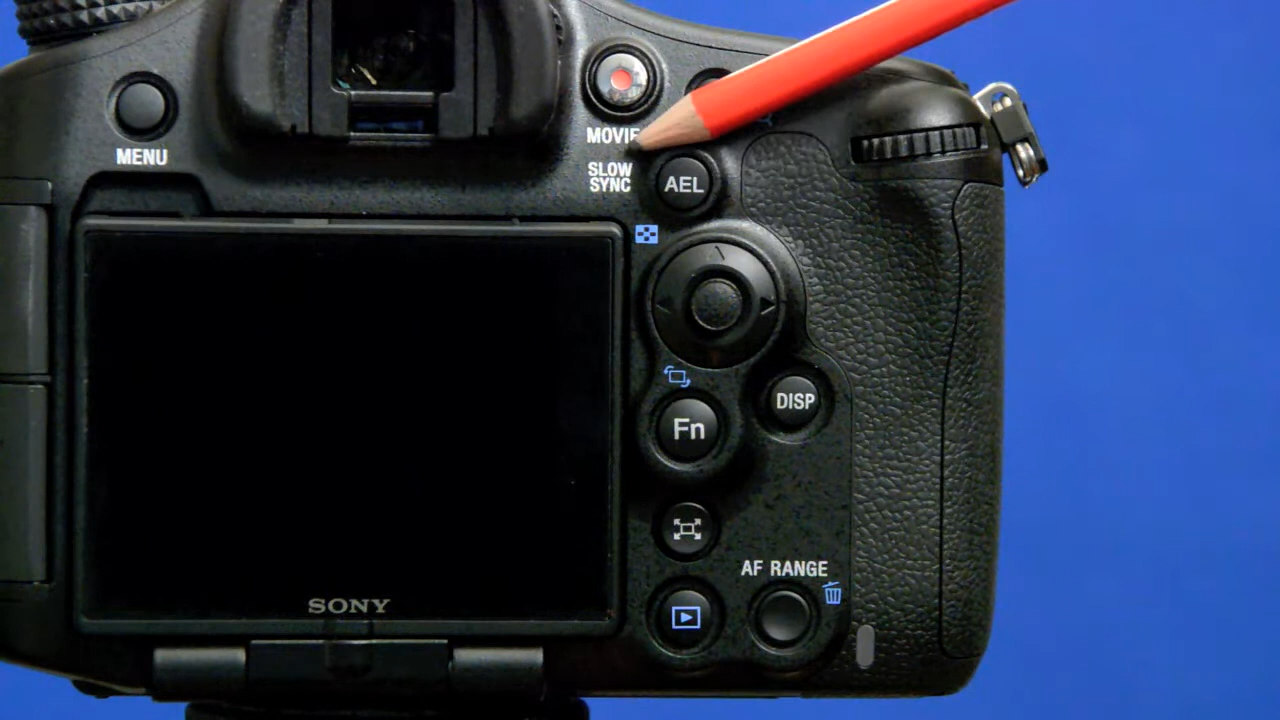 MENU
MOVIE
SLOW
SYNC
AEL
DISP
Fn
AF RANGE
SONY